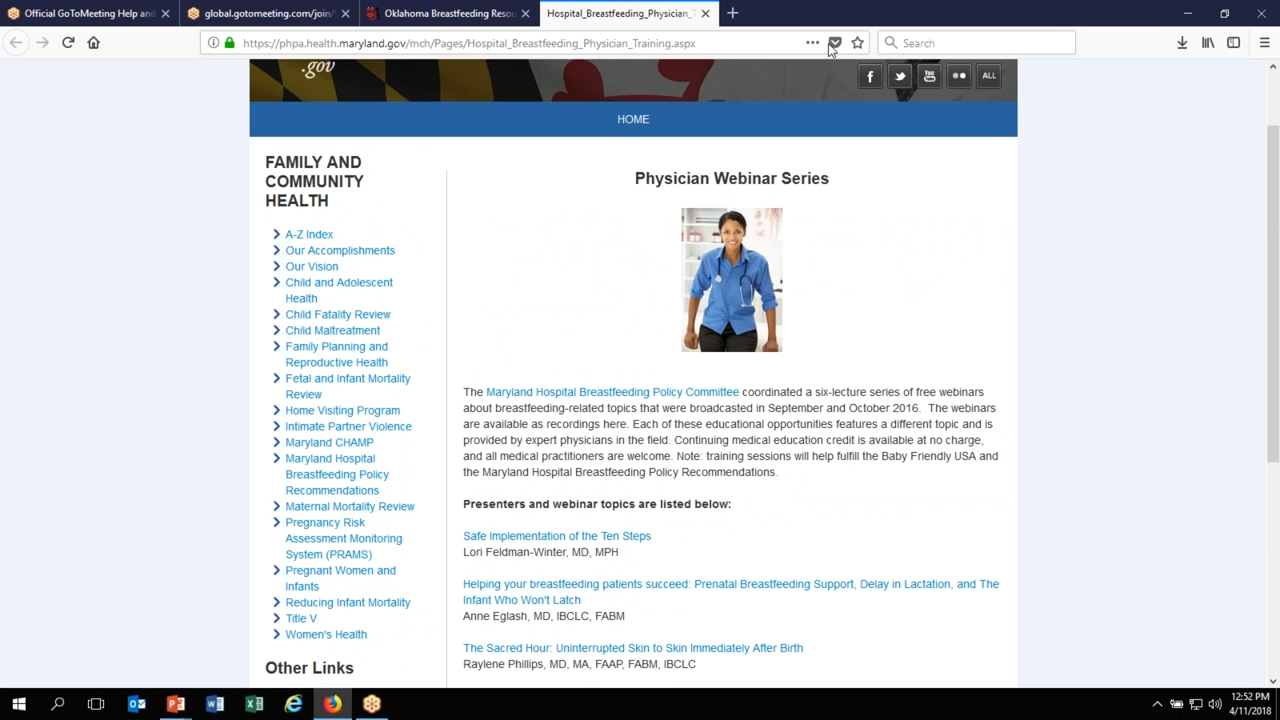 Official GoToMeeting Help and
global.gotomeeting.com/join/
Oklahoma Breastfeeding Resou
Hospital_Breastfeeding_Physician_T
https://phpa.health.maryland.gov/mch/Pages/Hospital_Breastfeeding_Physician_Training.aspx
Search
.gov
You
ALL
HOME
FAMILY AND
COMMUNITY
HEALTH
A-Z Index
Our Accomplishments
Our Vision
Child and Adolescent
Health
Child Fatality Review
Child Maltreatment
Family Planning and
Reproductive Health
Fetal and Infant Mortality
Review
Home Visiting Program
Intimate Partner Violence
Maryland CHAMP
Maryland Hospital
Breastfeeding Policy
Recommendations
Maternal Mortality Review
Pregnancy Risk
Assessment Monitoring
System (PRAMS)
Pregnant Women and
Infants
Reducing Infant Mortality
Title V
Women's Health
Other Links
Physician Webinar Series
The Maryland Hospital Breastfeeding Policy Committee coordinated a six-lecture series of free webinars
about breastfeeding-related topics that were broadcasted in September and October 2016. The webinars
are available as recordings here. Each of these educational opportunities features a different topic and is
provided by expert physicians in the field. Continuing medical education credit is available at no charge,
and all medical practitioners are welcome. Note: training sessions will help fulfill the Baby Friendly USA and
the Maryland Hospital Breastfeeding Policy Recommendations.
Presenters and webinar topics are listed below:
Safe Implementation of the Ten Steps
Lori Feldman-Winter, MD, MPH
Helping your breastfeeding patients succeed: Prenatal Breastfeeding Support, Delay in Lactation, and The
Infant Who Won't Latch
Anne Eglash, MD, IBCLC, FABM
The Sacred Hour: Uninterrupted Skin to Skin Immediately After Birth
Raylene Phillips, MD, MA, FAAP, FABM, IBCLC
12:52 PM
4/11/2018